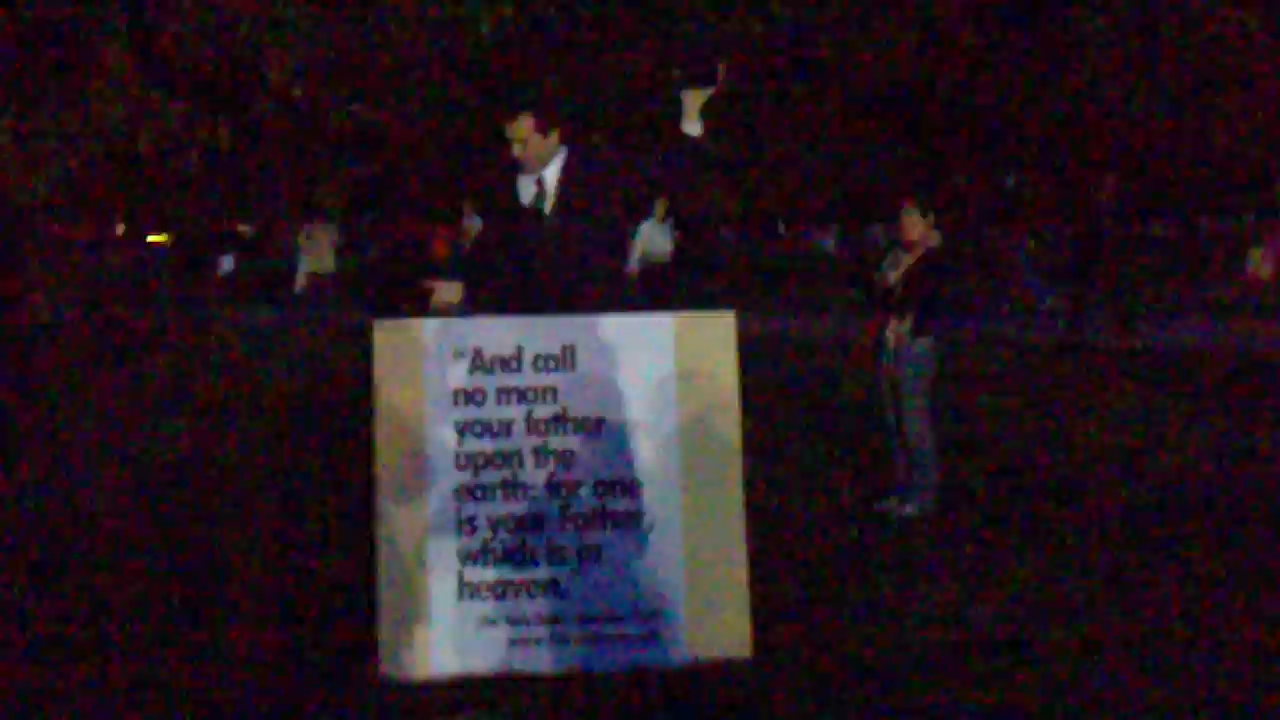 "And call
no man
your father
upon the
earth: for one
is your Father,
which is in
heaven.